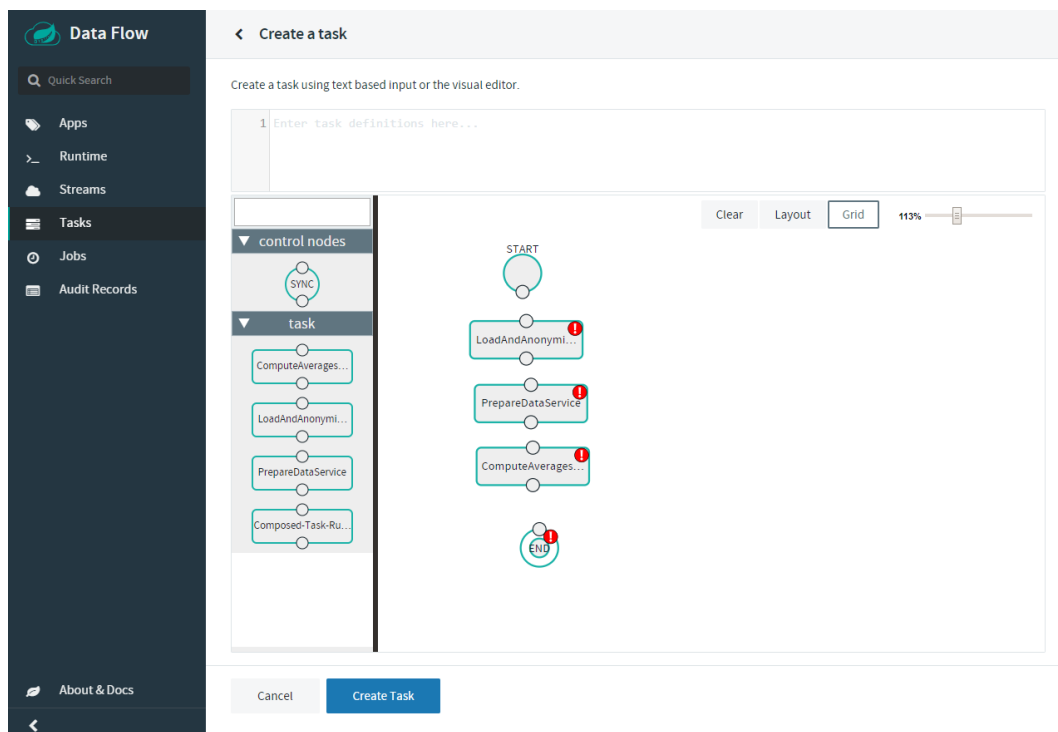 Data Flow
Quick Search
Apps
Runtime
Streams
Tasks
Jobs
Audit Records
About & Docs
Create a task
Create a task using text based input or the visual editor.
1 Enter task definitions here...
control nodes
SYNC
task
ComputeAverages...
LoadAndAnonymi...
PrepareDataService
Composed-Task-Ru...
Clear Layout Grid 113%
START
LoadAndAnonymi...
PrepareDataService
ComputeAverages...
END
Cancel Create Task